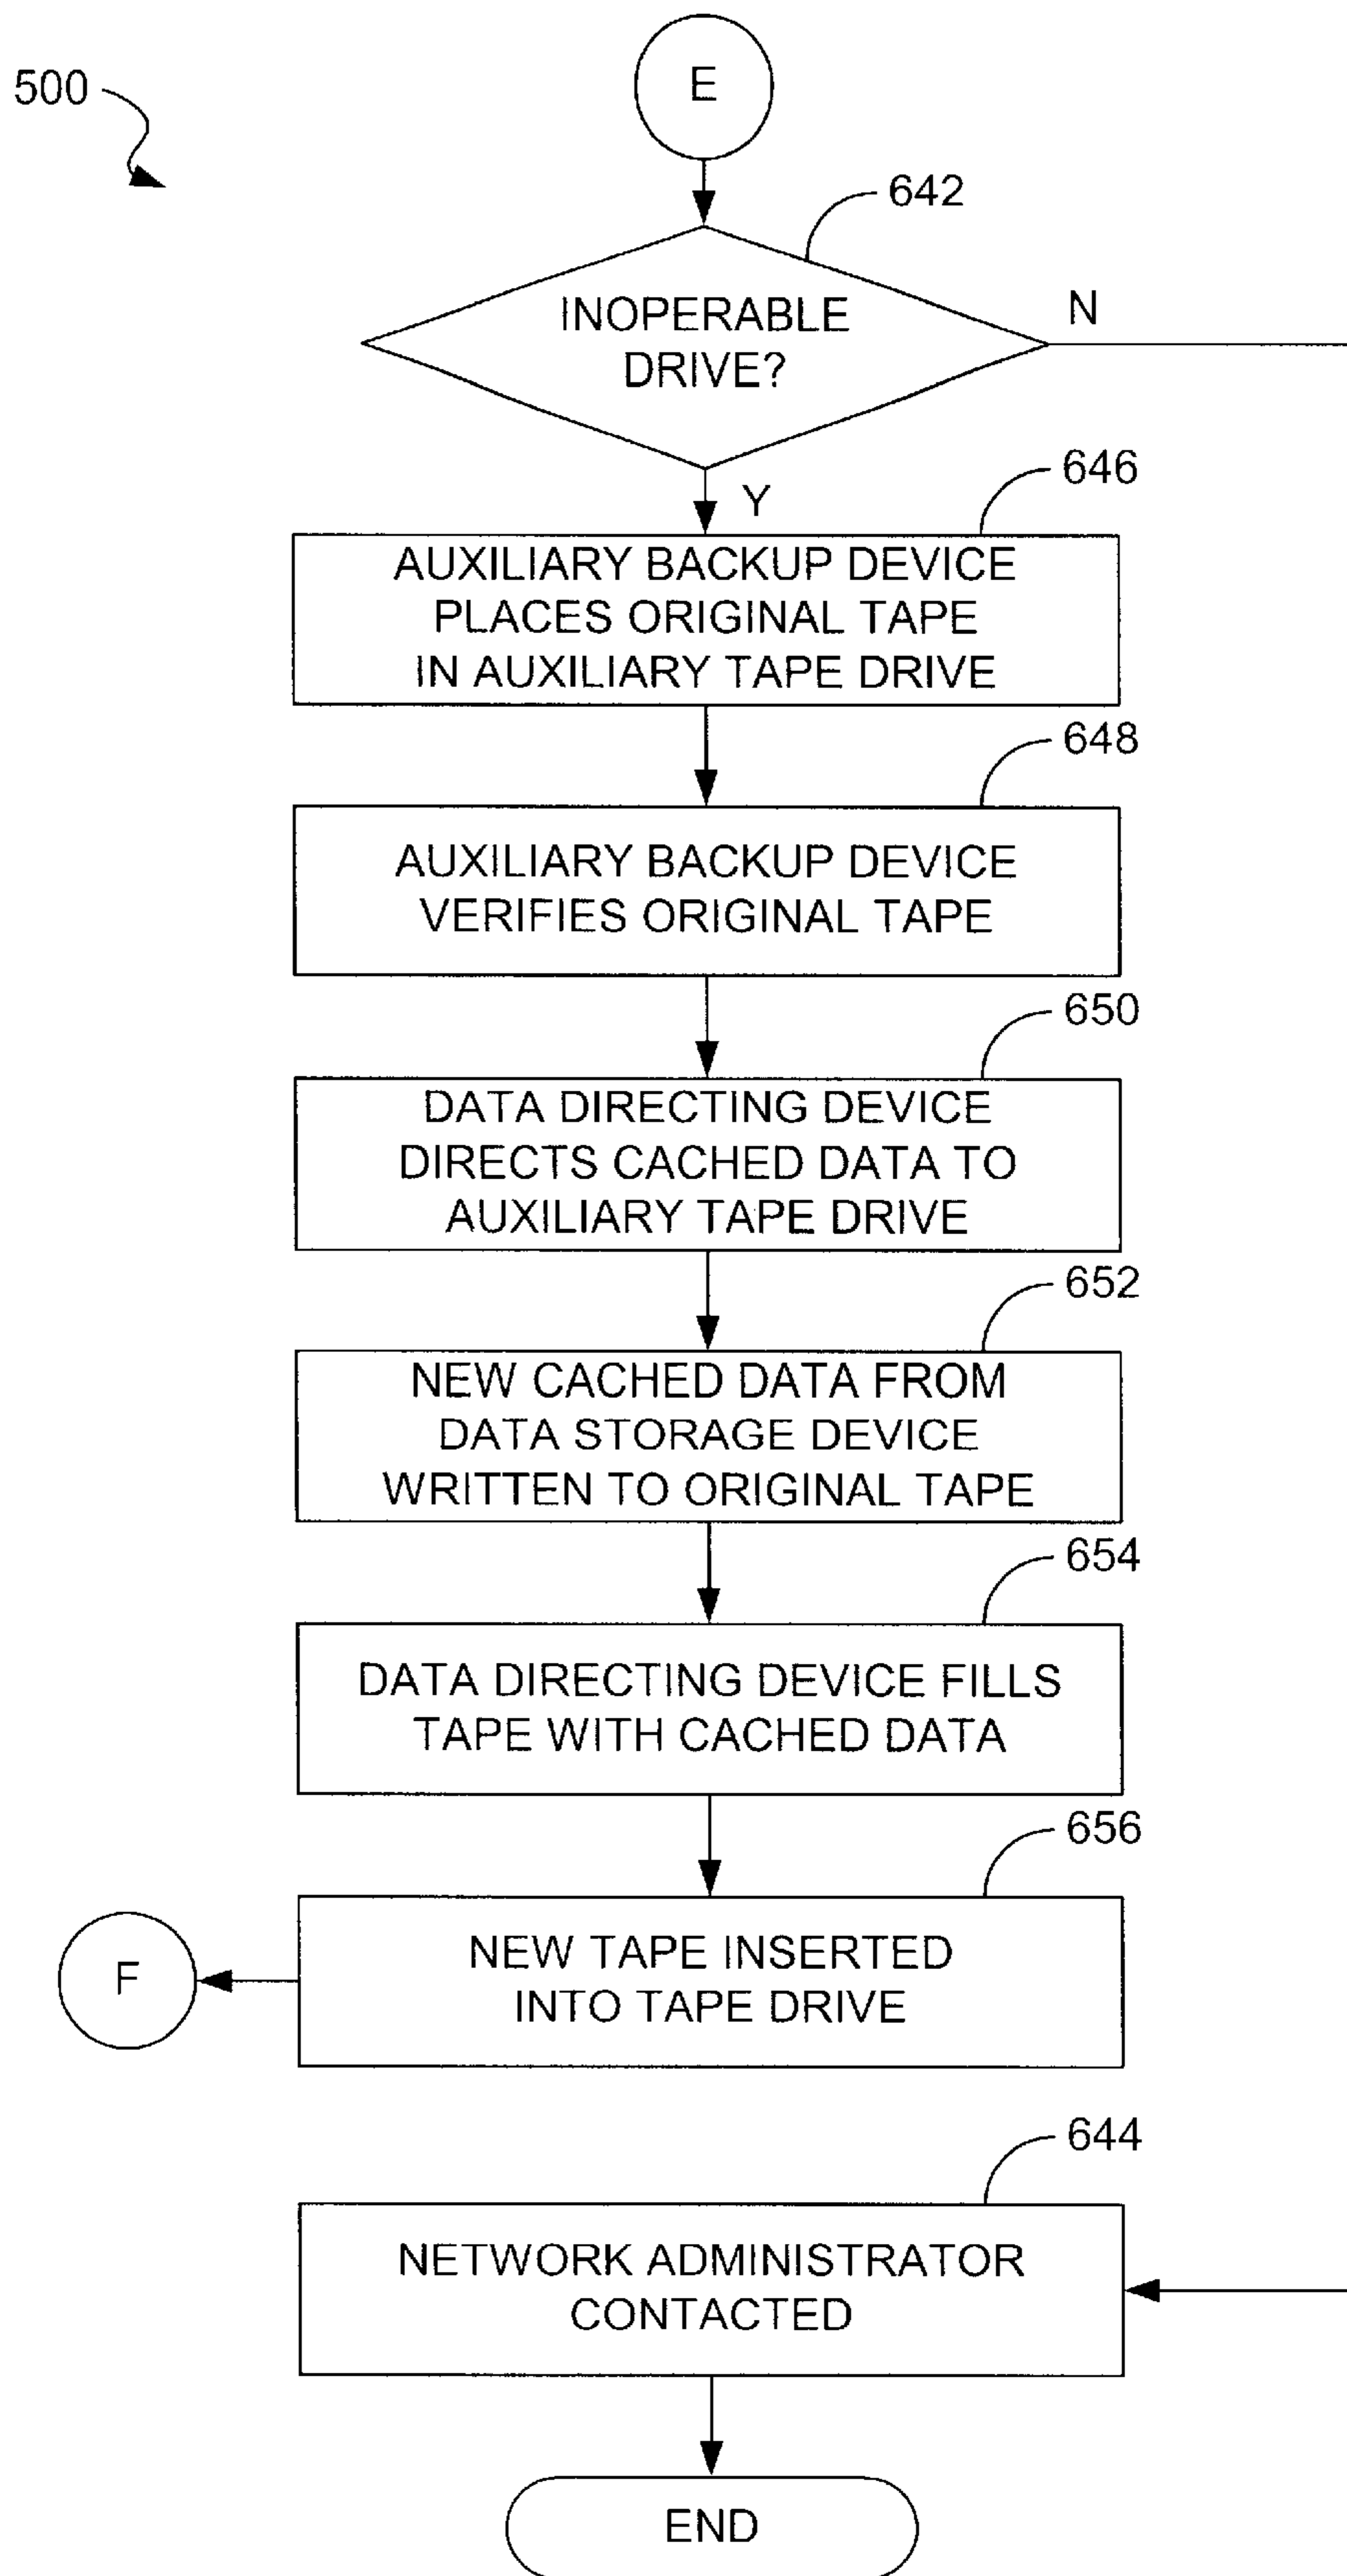 E
500
642
INOPERABLE
DRIVE?
N
Y
646
AUXILIARY BACKUP DEVICE
PLACES ORIGINAL TAPE
IN AUXILIARY TAPE DRIVE
648
AUXILIARY BACKUP DEVICE
VERIFIES ORIGINAL TAPE
650
DATA DIRECTING DEVICE
DIRECTS CACHED DATA TO
AUXILIARY TAPE DRIVE
652
NEW CACHED DATA FROM
DATA STORAGE DEVICE
WRITTEN TO ORIGINAL TAPE
654
DATA DIRECTING DEVICE FILLS
TAPE WITH CACHED DATA
656
NEW TAPE INSERTED
INTO TAPE DRIVE
F
644
NETWORK ADMINISTRATOR
CONTACTED
END